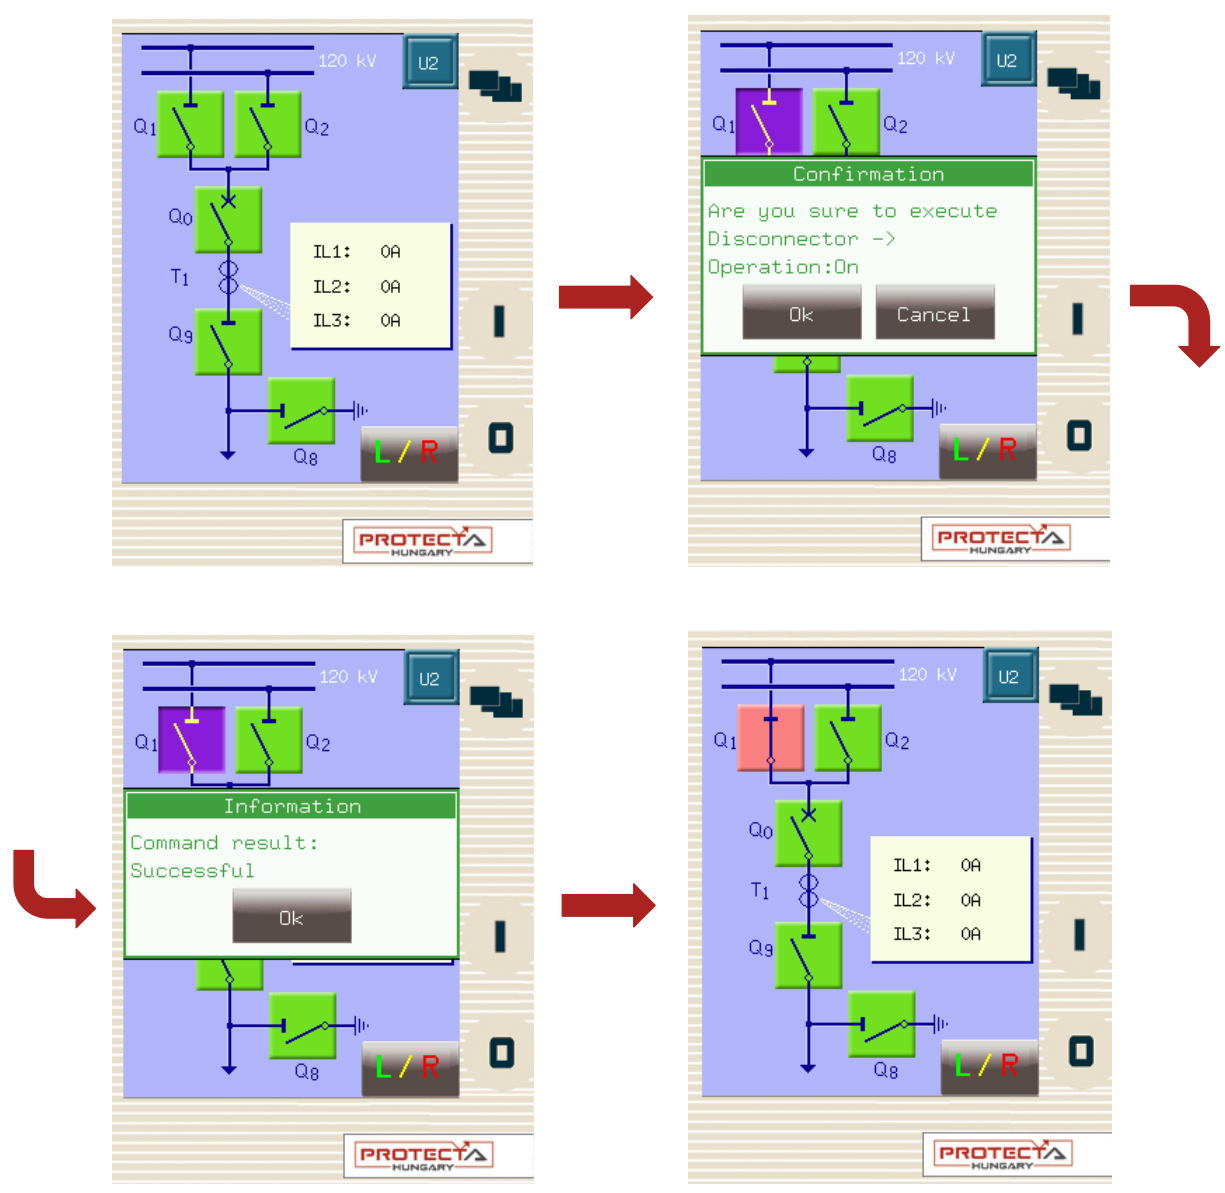 120 kV
U2
Q1
Q2
Q0
IL1: 0A
T1
IL2: 0A
IL3: 0A
Q9
I
O
Q8
L / R
PROTECTA
HUNGARY
120 kV
U2
Q1
Q2
Confirmation
Are you sure to execute
Disconnector ->
Operation:On
Ok
Cancel
I
O
Q8
L / R
PROTECTA
HUNGARY
120 kV
U2
Q1
Q2
Information
Command result:
Successful
Ok
I
O
Q8
L / R
PROTECTA
HUNGARY
120 kV
U2
Q1
Q2
Q0
IL1: 0A
T1
IL2: 0A
IL3: 0A
Q9
I
O
Q8
L / R
PROTECTA
HUNGARY